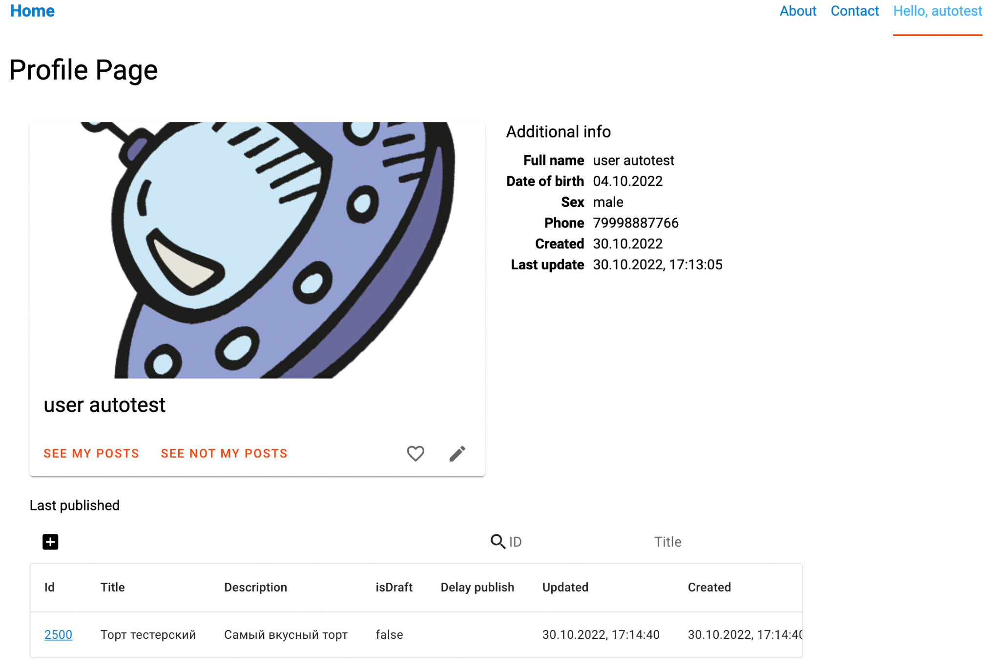 Home About Contact Hello, autotest
Profile Page
Additional info
Full name user autotest
Date of birth 04.10.2022
Sex male
Phone 79998887766
Created 30.10.2022
Last update 30.10.2022, 17:13:05
user autotest
SEE MY POSTS SEE NOT MY POSTS
Last published
ID Title
Id Title Description isDraft Delay publish Updated Created
2500 Торт тестерский Самый вкусный торт false 30.10.2022, 17:14:40 30.10.2022, 17:14:40